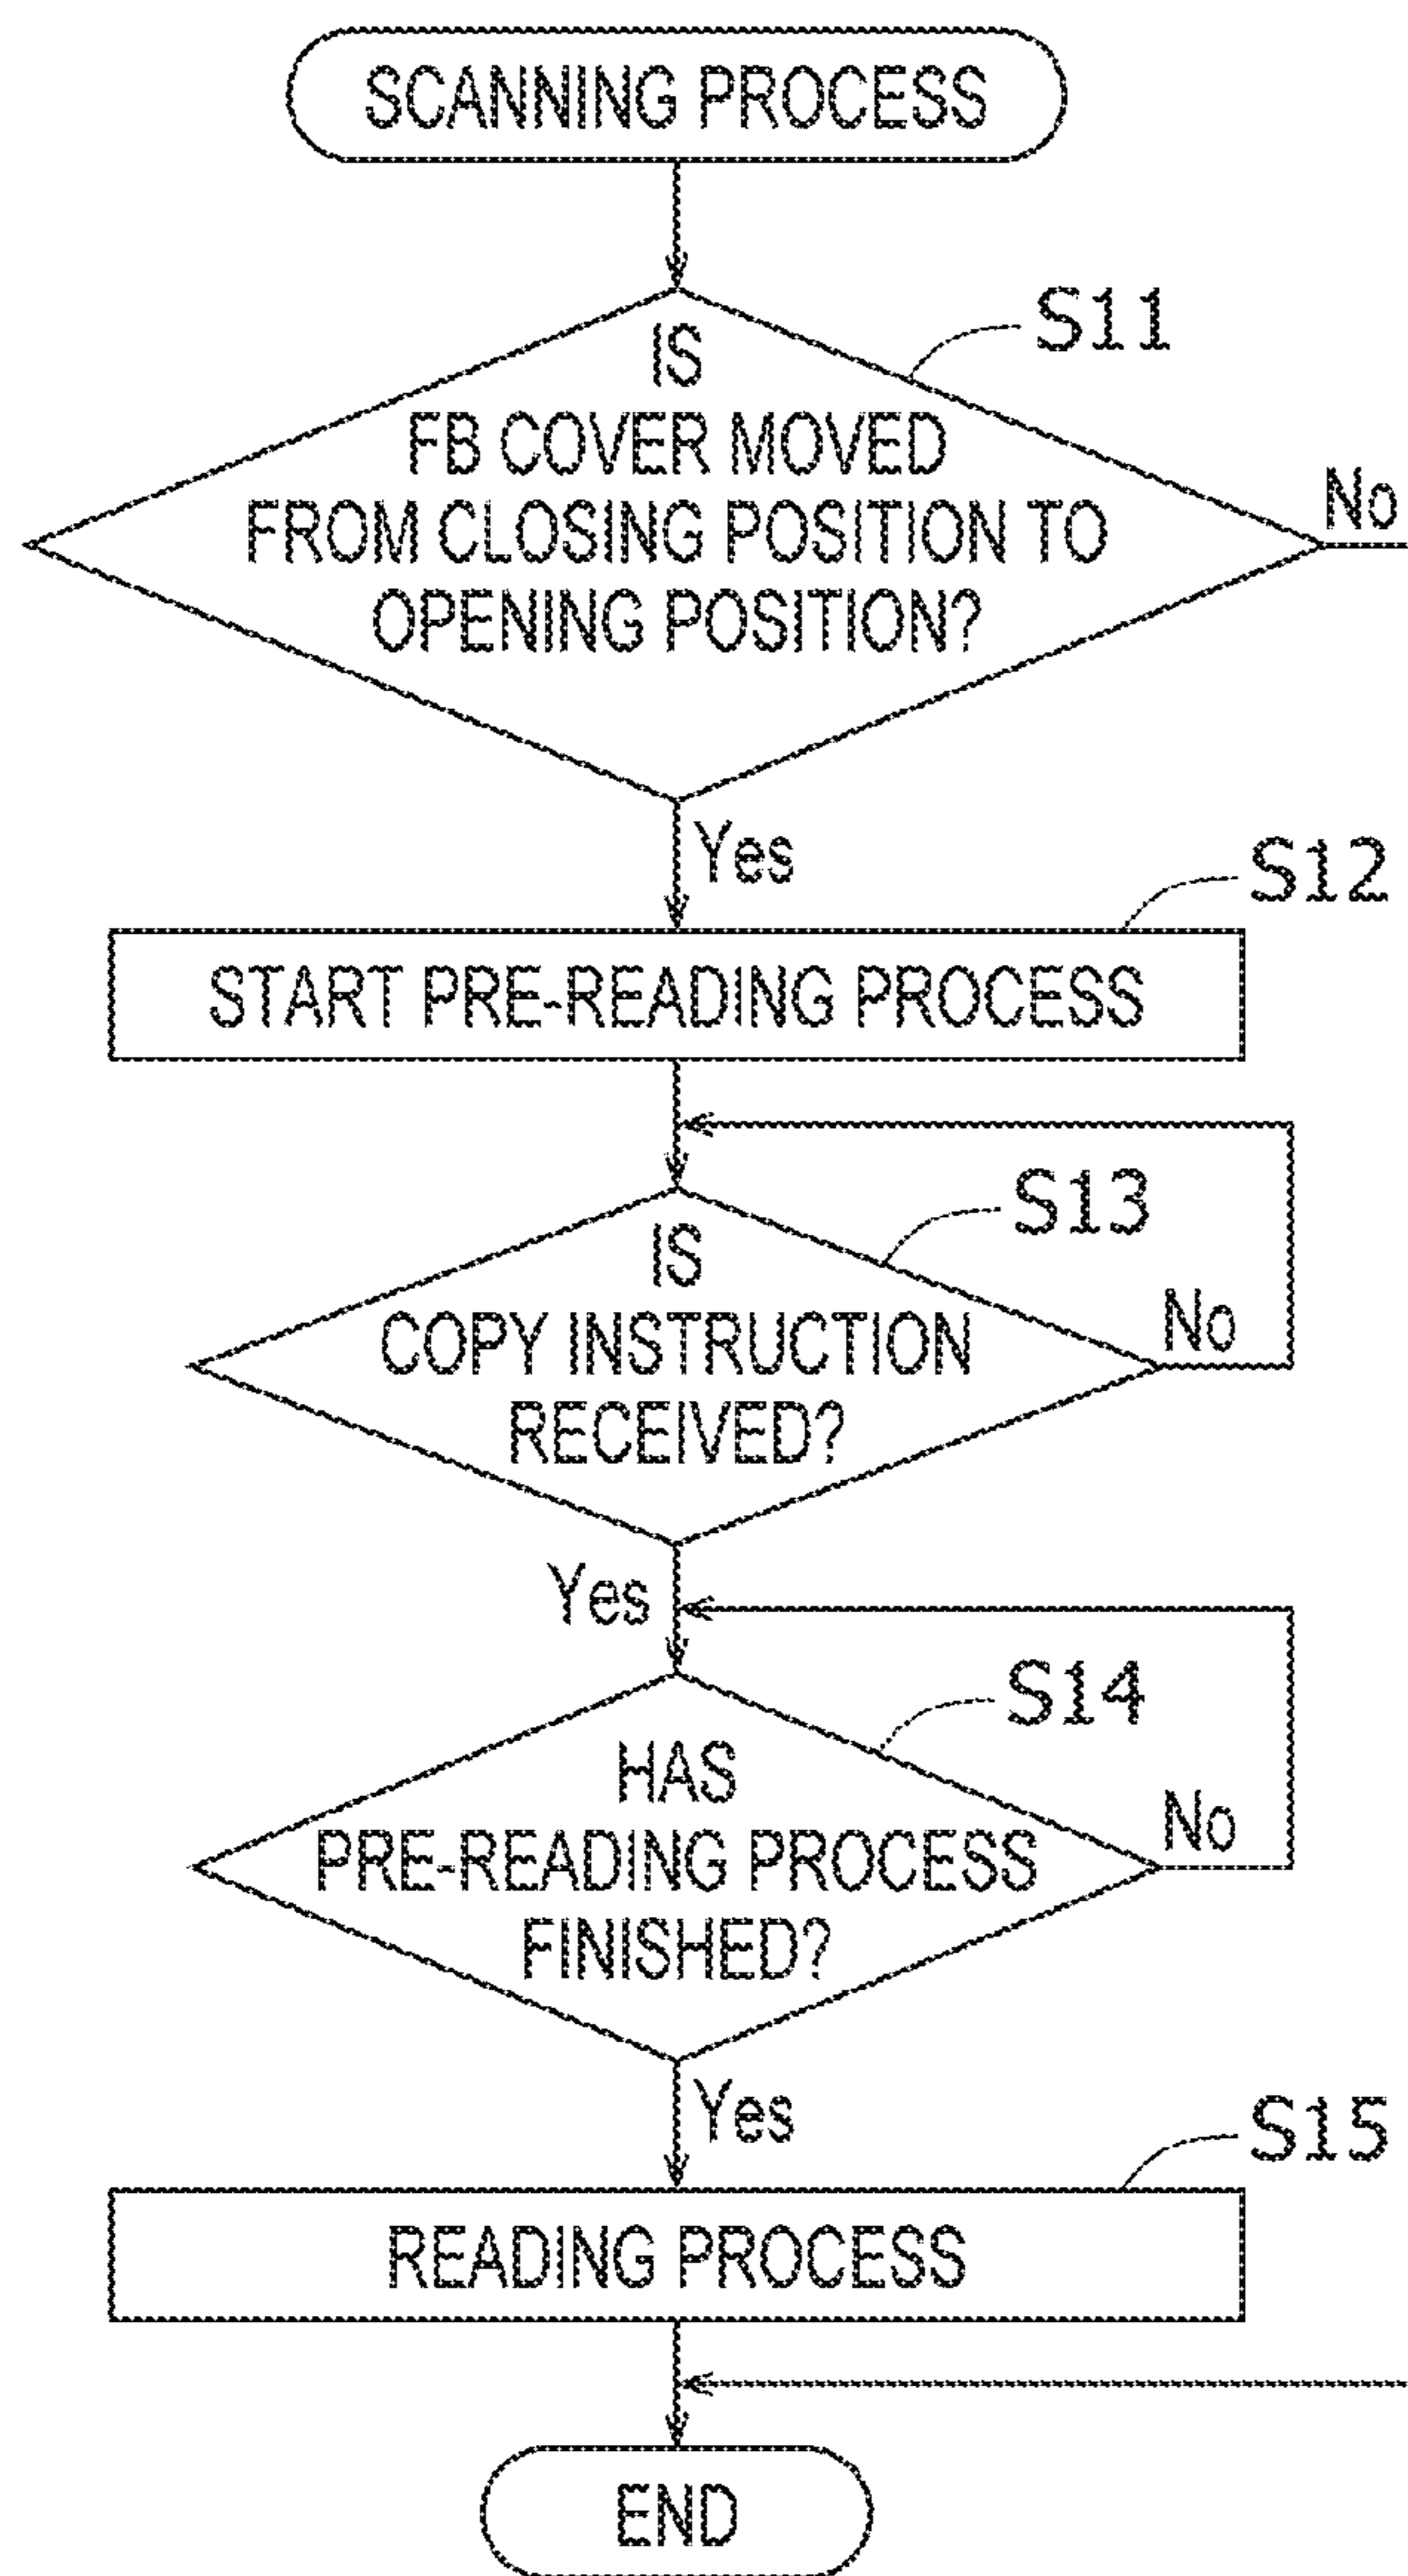 SCANNING PROCESS
S11
IS
FB COVER MOVED
FROM CLOSING POSITION TO
OPENING POSITION?
No
Yes
S12
START PRE-READING PROCESS
S13
IS
COPY INSTRUCTION
RECEIVED?
No
Yes
S14
HAS
PRE-READING PROCESS
FINISHED?
No
Yes
S15
READING PROCESS
END